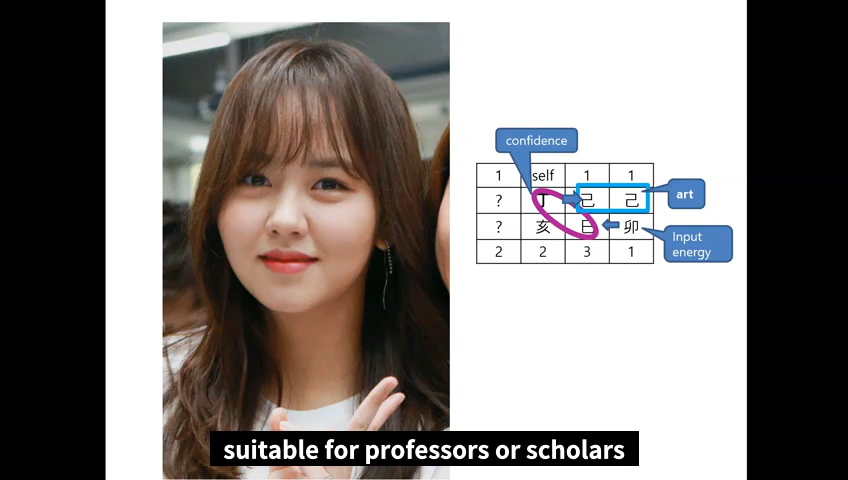 confidence
1 self 1 1
? 丁 己 己
art
? 亥 巳 卯
Input
energy
2 2 3 1
suitable for professors or scholars